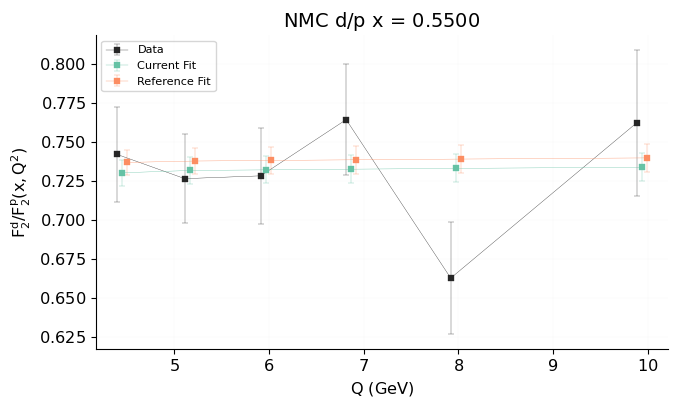 NMC d/p x = 0.5500
Data
Current Fit
Reference Fit
F₂ᵈ/F₂ᵖ(x, Q²)
0.800
0.775
0.750
0.725
0.700
0.675
0.650
0.625
5 6 7 8 9 10
Q (GeV)